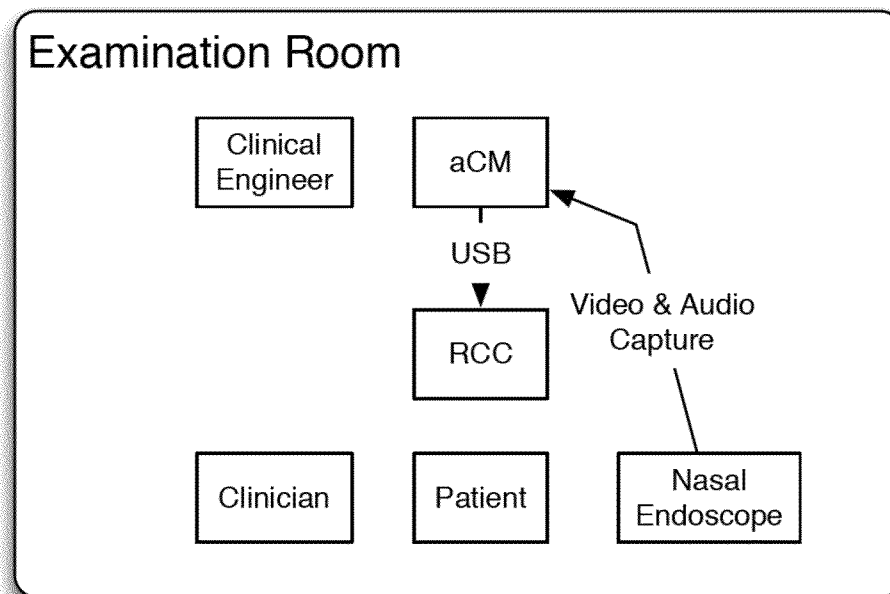 Examination Room
Clinical
Engineer
aCM
USB
Video & Audio
Capture
RCC
Clinician
Patient
Nasal
Endoscope